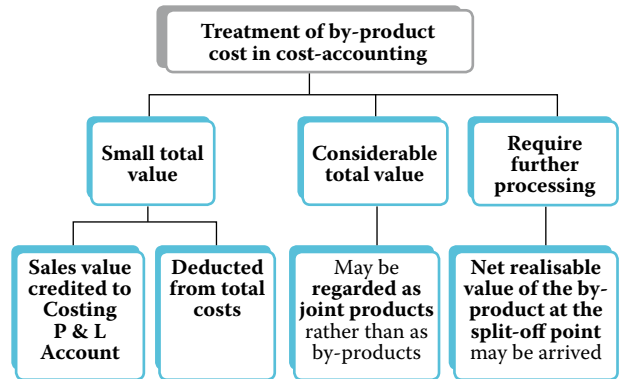 Treatment of by-product
cost in cost-accounting
Small total
value
Considerable
total value
Require
further
processing
Sales value
credited to
Costing
P & L
Account
Deducted
from total
costs
May be
regarded as
joint products
rather than as
by-products
Net realisable
value of the by-
product at the
split-off point
may be arrived